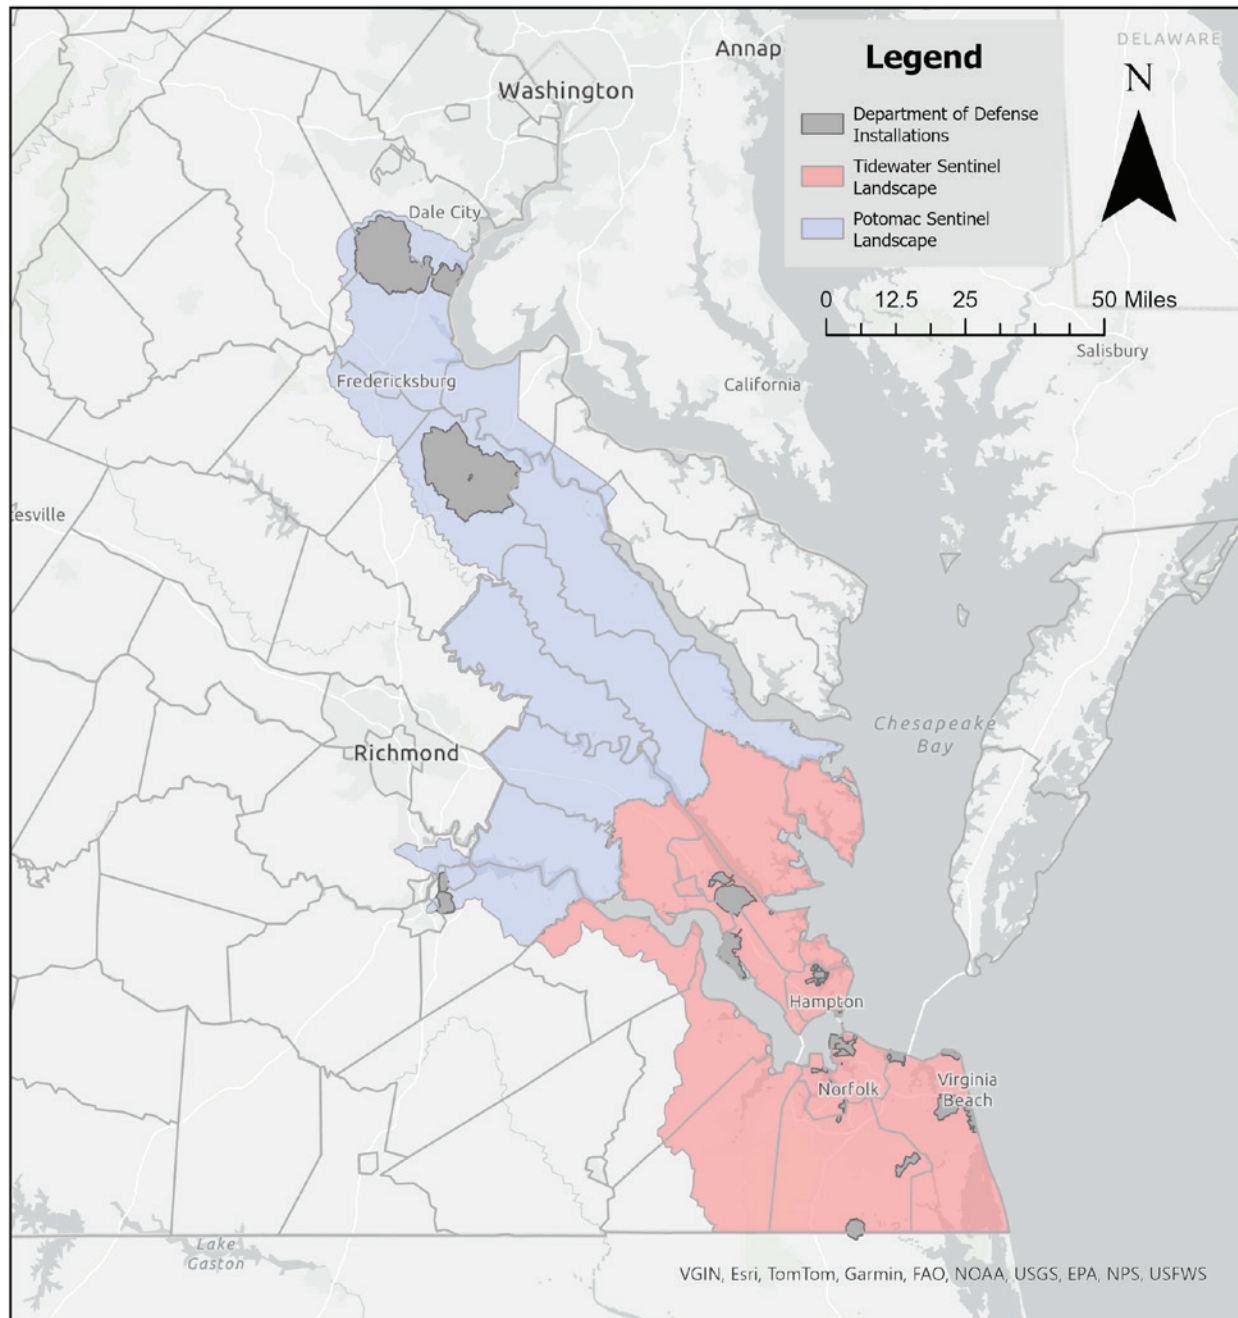 Annap
DELAWARE
Legend
N
Washington
Department of Defense
Installations
Tidewater Sentinel
Landscape
Dale City
Potomac Sentinel
Landscape
0 12.5 25 50 Miles
Salisbury
Fredericksburg
California
esville
Chesapeake
Bay
Richmond
Hampton
Norfolk
Virginia
Beach
Lake
Gaston
VGIN, Esri, TomTom, Garmin, FAO, NOAA, USGS, EPA, NPS, USFWS